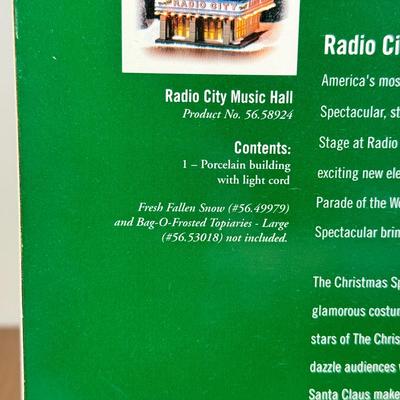 RADIO CITY
Radio City Music Hall
Product No. 56.58924
Contents:
1 – Porcelain building
with light cord
Fresh Fallen Snow (#56.49979)
and Bag-O-Frosted Topiaries - Large
(#56.53018) not included.
Radio Ci
America's mos
Spectacular, st
Stage at Radio
exciting new ele
Parade of the Wo
Spectacular brin
The Christmas Sp
glamorous costum
stars of The Chris
dazzle audiences
Santa Claus make